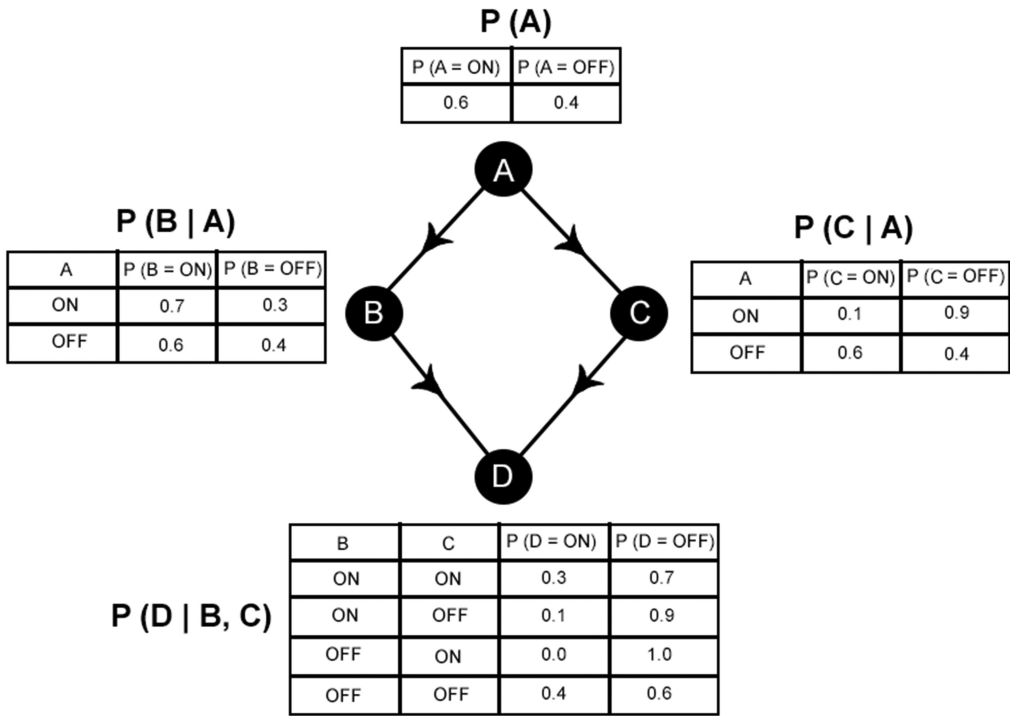 P (A)
P (A = ON) P (A = OFF)
0.6 0.4
A
P (B | A)
A P (B = ON) P (B = OFF)
ON 0.7 0.3
OFF 0.6 0.4
P (C | A)
A P (C = ON) P (C = OFF)
ON 0.1 0.9
OFF 0.6 0.4
B
C
D
P (D | B, C)
B C P (D = ON) P (D = OFF)
ON ON 0.3 0.7
ON OFF 0.1 0.9
OFF ON 0.0 1.0
OFF OFF 0.4 0.6